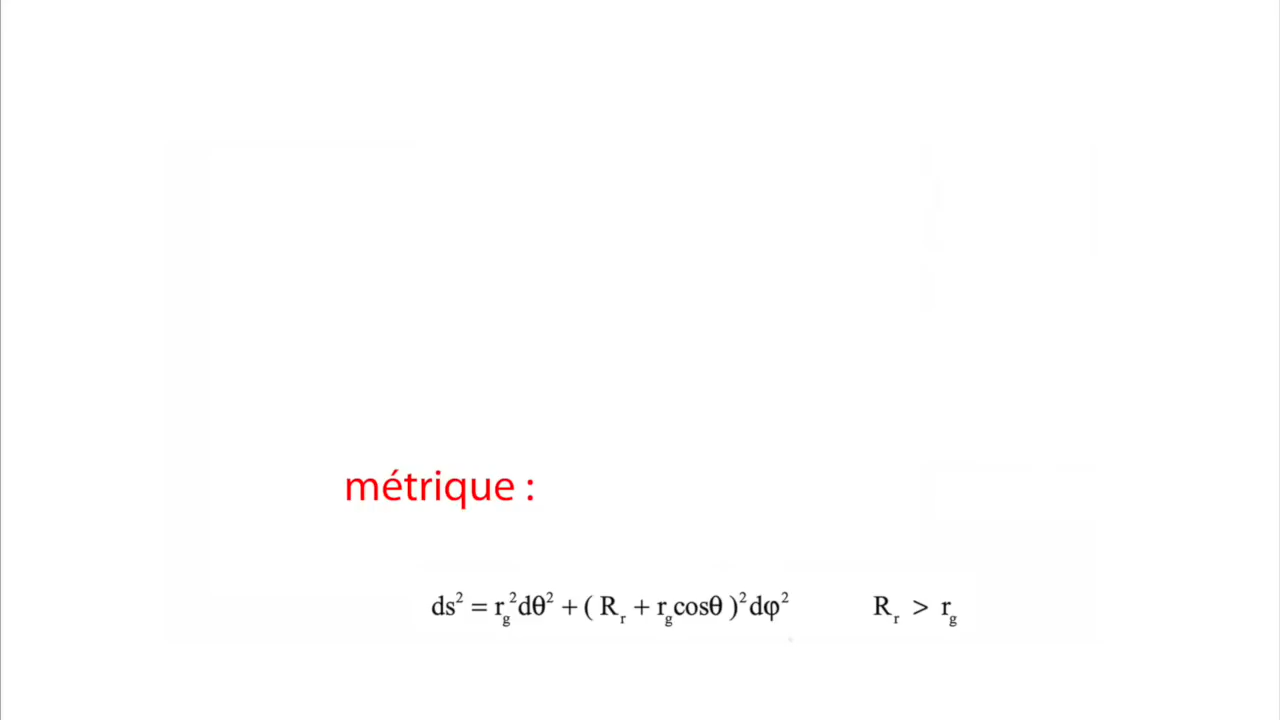 métrique :
ds² = r_g²dθ² + ( R_r + r_g cosθ )²dφ² R_r > r_g